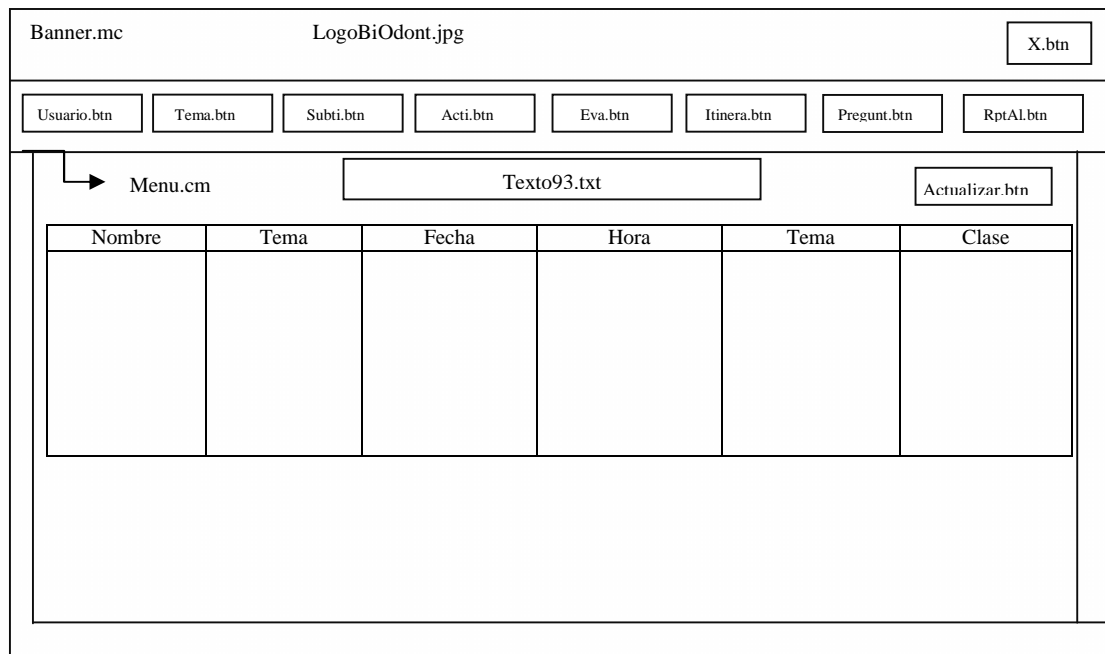 Banner.mc LogoBiOdont.jpg X.btn
Usuario.btn Tema.btn Subti.btn Acti.btn Eva.btn Itinera.btn Pregunt.btn RptAl.btn
Menu.cm Texto93.txt Actualizar.btn
Nombre Tema Fecha Hora Tema Clase